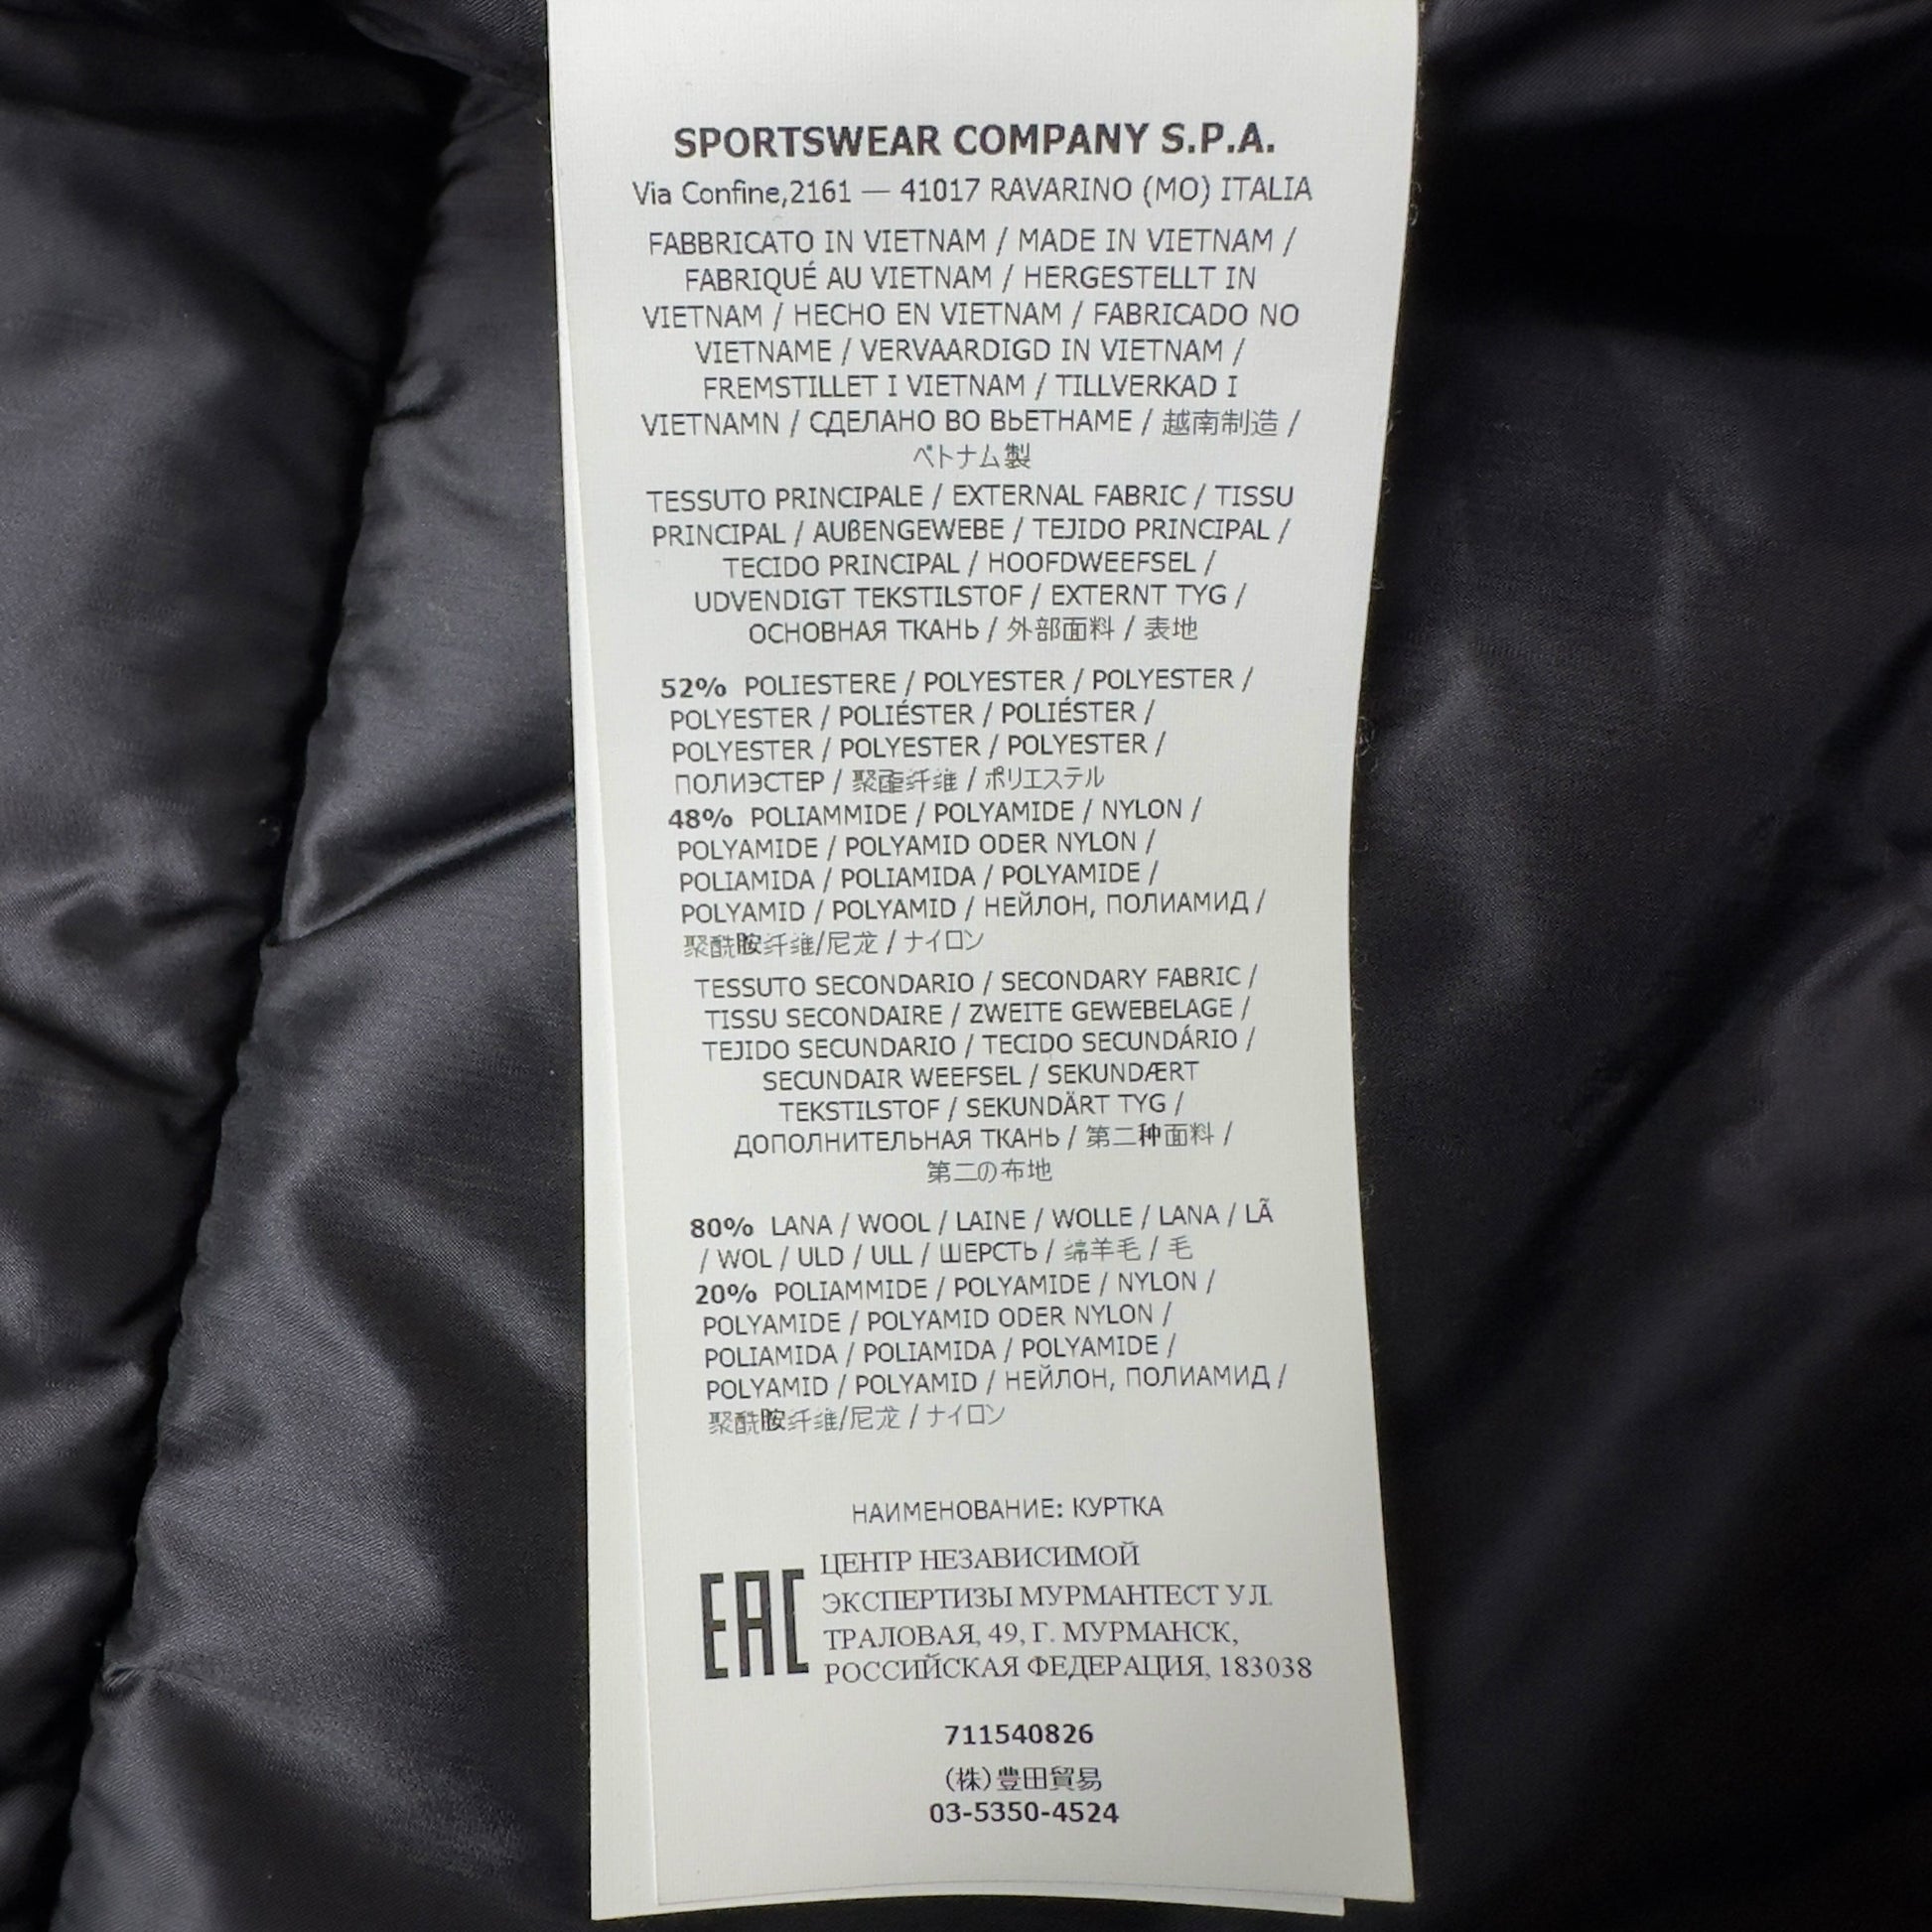 SPORTSWEAR COMPANY S.P.A.
Via Confine,2161 — 41017 RAVARINO (MO) ITALIA
FABBRICATO IN VIETNAM / MADE IN VIETNAM /
FABRIQUÉ AU VIETNAM / HERGESTELLT IN
VIETNAM / HECHO EN VIETNAM / FABRICADO NO
VIETNAME / VERVAARDIGD IN VIETNAM /
FREMSTILLET I VIETNAM / TILLVERKAD I
VIETNAMN / СДЕЛАНО ВО ВЬЕТНАМЕ / 越南制造 /
ベトナム製
TESSUTO PRINCIPALE / EXTERNAL FABRIC / TISSU
PRINCIPAL / AUßENGEWEBE / TEJIDO PRINCIPAL /
TECIDO PRINCIPAL / HOOFDWEEFSEL /
UDVENDIGT TEKSTILSTOF / EXTERNT TYG /
ОСНОВНАЯ ТКАНЬ / 外部面料 / 表地
52% POLIESTERE / POLYESTER / POLYESTER /
POLYESTER / POLIÉSTER / POLIÉSTER /
POLYESTER / POLYESTER / POLYESTER /
ПОЛИЭСТЕР / 聚酯纤维 / ポリエステル
48% POLIAMMIDE / POLYAMIDE / NYLON /
POLYAMIDE / POLYAMID ODER NYLON /
POLIAMIDA / POLIAMIDA / POLYAMIDE /
POLYAMID / POLYAMID / НЕЙЛОН, ПОЛИАМИД /
聚酰胺纤维/尼龙 / ナイロン
TESSUTO SECONDARIO / SECONDARY FABRIC /
TISSU SECONDAIRE / ZWEITE GEWEBELAGE /
TEJIDO SECUNDARIO / TECIDO SECUNDÁRIO /
SECUNDAIR WEEFSEL / SEKUNDÆRT
TEKSTILSTOF / SEKUNDÄRT TYG /
ДОПОЛНИТЕЛЬНАЯ ТКАНЬ / 第二种面料 /
第二の布地
80% LANA / WOOL / LAINE / WOLLE / LANA / LÃ
/ WOL / ULD / ULL / ШЕРСТЬ / 绵羊毛 / 毛
20% POLIAMMIDE / POLYAMIDE / NYLON /
POLYAMIDE / POLYAMID ODER NYLON /
POLIAMIDA / POLIAMIDA / POLYAMIDE /
POLYAMID / POLYAMID / НЕЙЛОН, ПОЛИАМИД /
聚酰胺纤维/尼龙 / ナイロン
НАИМЕНОВАНИЕ: КУРТКА
EAC
ЦЕНТР НЕЗАВИСИМОЙ
ЭКСПЕРТИЗЫ МУРМАНТЕСТ УЛ.
ТРАЛОВАЯ, 49, Г. МУРМАНСК,
РОССИЙСКАЯ ФЕДЕРАЦИЯ, 183038
711540826
(株)豊田貿易
03-5350-4524